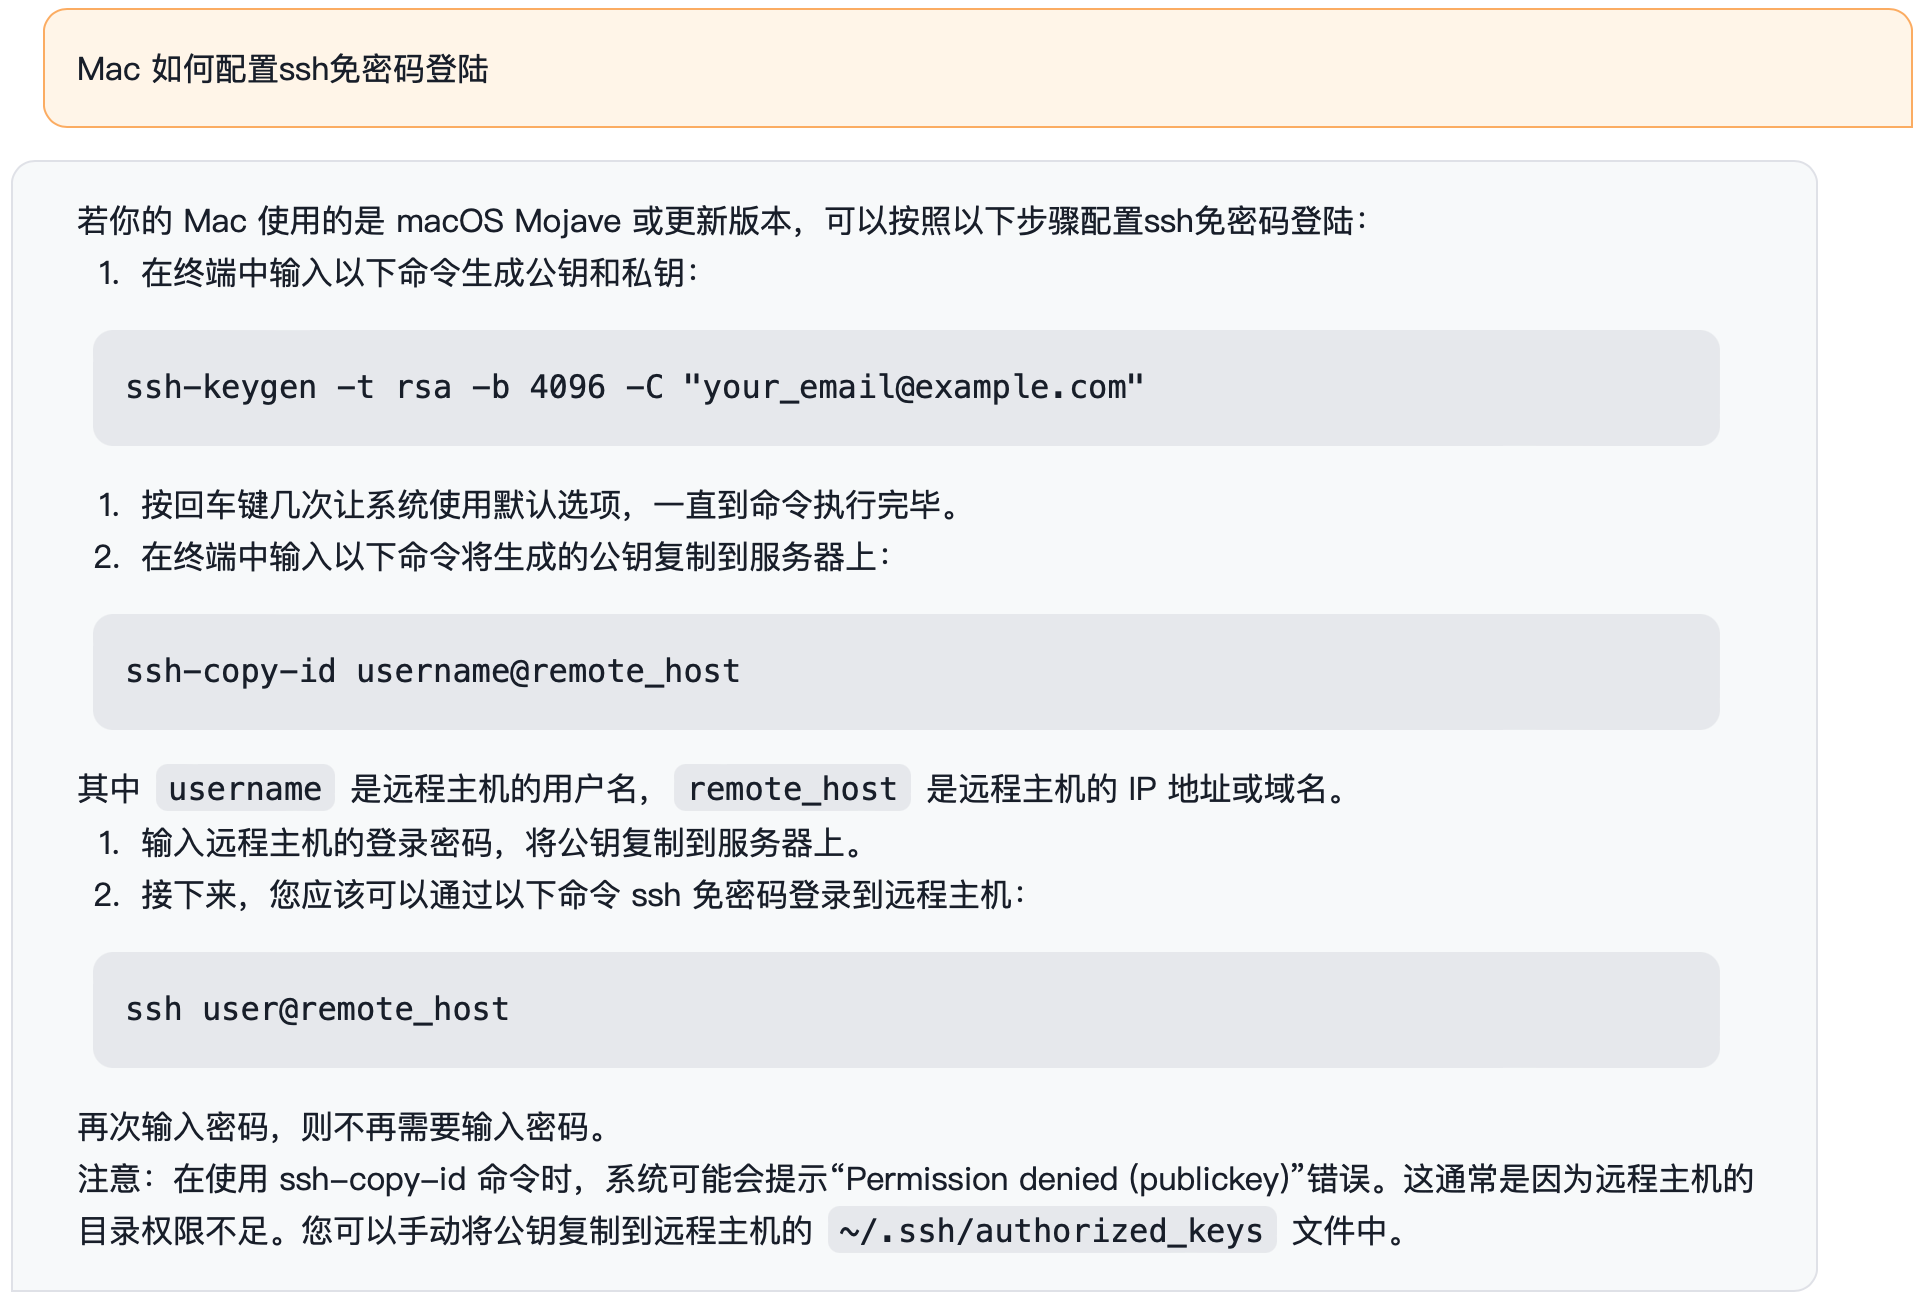 Mac 如何配置ssh免密码登陆
若你的 Mac 使用的是 macOS Mojave 或更新版本，可以按照以下步骤配置ssh免密码登陆：
1. 在终端中输入以下命令生成公钥和私钥：
ssh-keygen -t rsa -b 4096 -C "your_email@example.com"
1. 按回车键几次让系统使用默认选项，一直到命令执行完毕。
2. 在终端中输入以下命令将生成的公钥复制到服务器上：
ssh-copy-id username@remote_host
其中 username 是远程主机的用户名， remote_host 是远程主机的 IP 地址或域名。
1. 输入远程主机的登录密码，将公钥复制到服务器上。
2. 接下来，您应该可以通过以下命令 ssh 免密码登录到远程主机：
ssh user@remote_host
再次输入密码，则不再需要输入密码。
注意：在使用 ssh-copy-id 命令时，系统可能会提示“Permission denied (publickey)”错误。这通常是因为远程主机的
目录权限不足。您可以手动将公钥复制到远程主机的 ~/.ssh/authorized_keys 文件中。